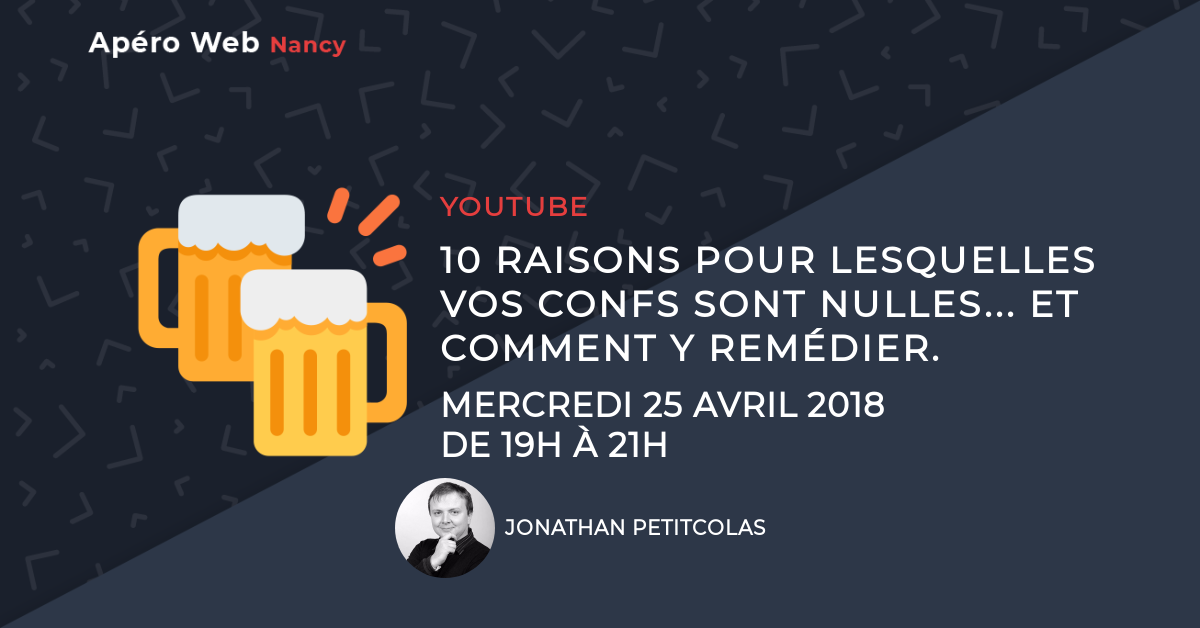 Apéro Web Nancy
YOUTUBE
10 RAISONS POUR LESQUELLES
VOS CONFS SONT NULLES... ET
COMMENT Y REMÉDIER.
MERCREDI 25 AVRIL 2018
DE 19H À 21H
JONATHAN PETITCOLAS